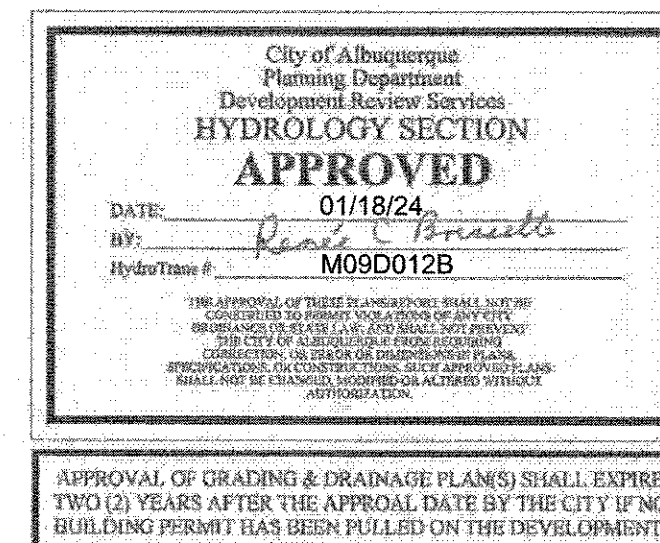 City of Albuquerque
Planning Department
Development Review Services
HYDROLOGY SECTION
APPROVED
DATE: 01/18/24
BY: Renée C Brissette
HydroTrans # M09D012B
THE APPROVAL OF THESE PLANS/REPORT SHALL NOT BE
CONSTRUED TO PERMIT VIOLATIONS OF ANY CITY
ORDINANCE OR STATE LAW, AND SHALL NOT PREVENT
THE CITY OF ALBUQUERQUE FROM REQUIRING
CORRECTION, OR ERROR OR DIMENSIONS IN PLANS,
SPECIFICATIONS, OR CONSTRUCTIONS. SUCH APPROVED PLANS
SHALL NOT BE CHANGED, MODIFIED OR ALTERED WITHOUT
AUTHORIZATION.
APPROVAL OF GRADING & DRAINAGE PLAN(S) SHALL EXPIRE
TWO (2) YEARS AFTER THE APPROAL DATE BY THE CITY IF NO
BUILDING PERMIT HAS BEEN PULLED ON THE DEVELOPMENT